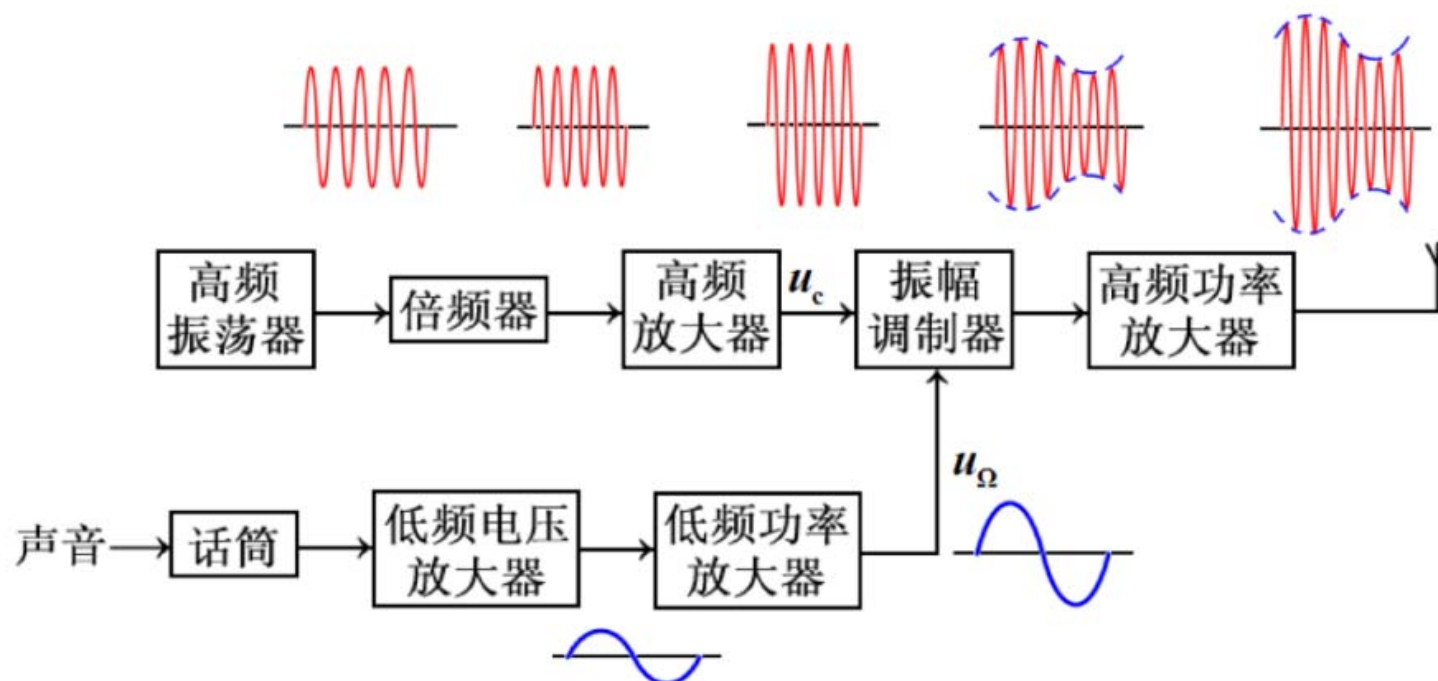 高频
振荡器
倍频器
高频
放大器
u_c
振幅
调制器
高频功率
放大器
u_Ω
声音
话筒
低频电压
放大器
低频功率
放大器